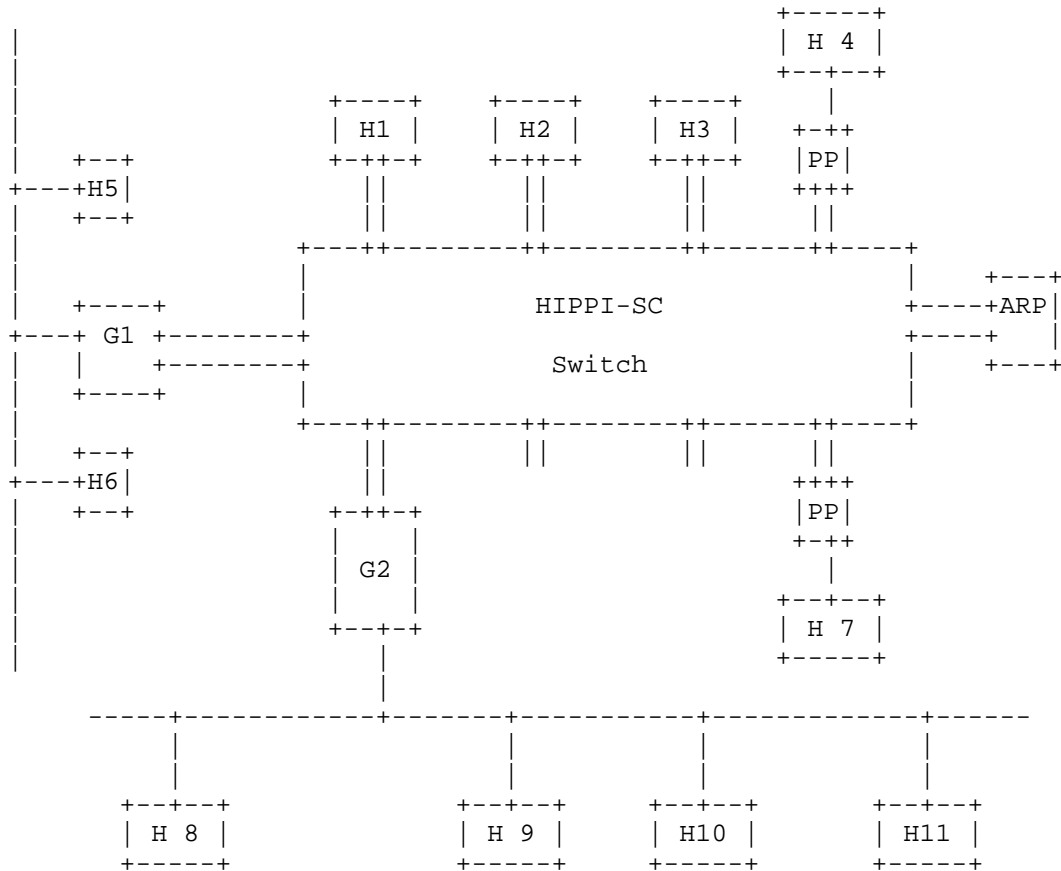 H 4
H1 H2 H3
PP
H5
HIPPI-SC
ARP
G1
Switch
H6
PP
G2
H 7
H 8 H 9 H10 H11